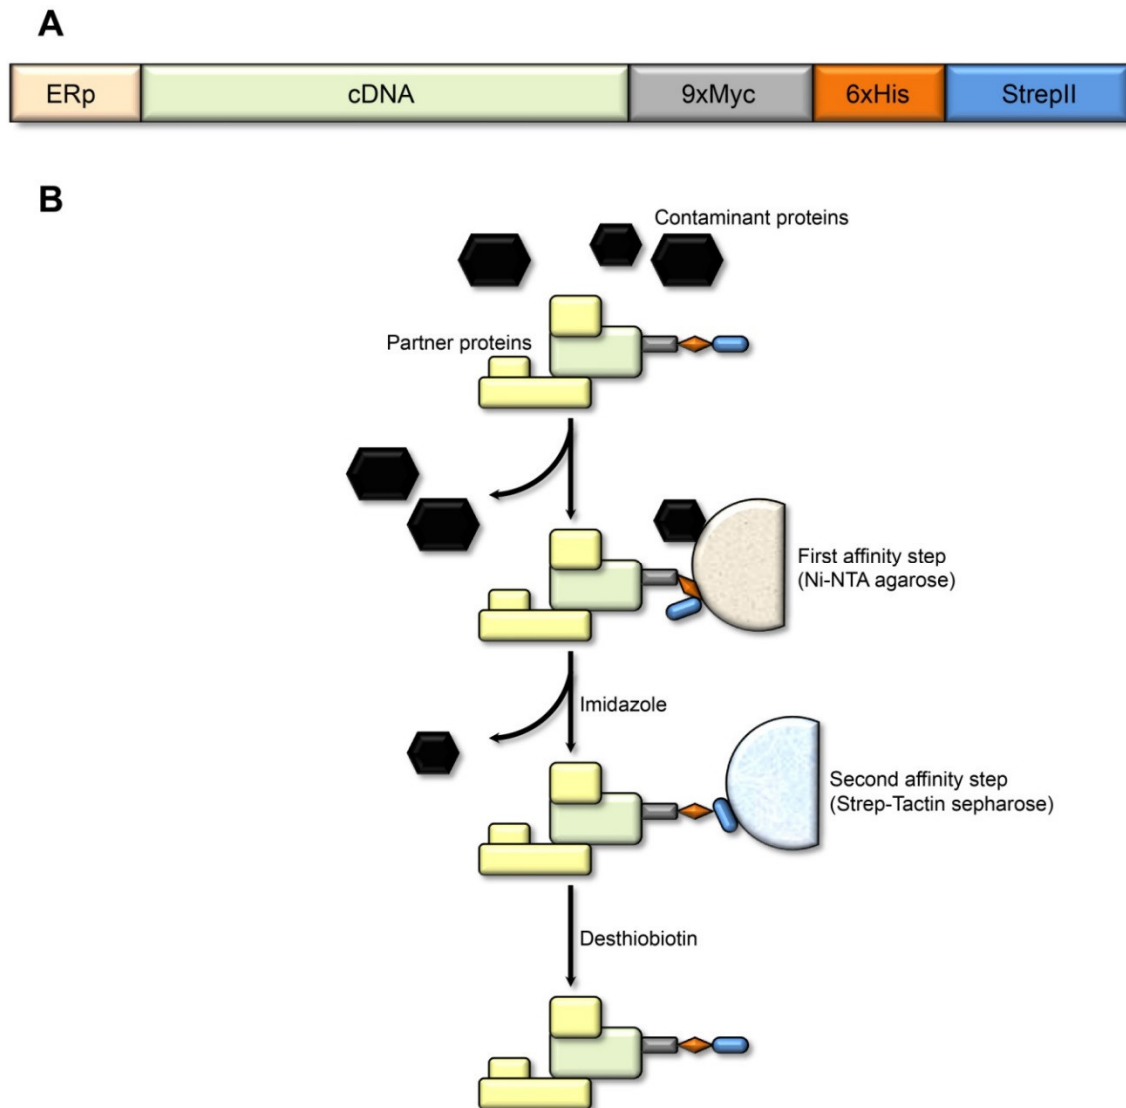 A
ERp
cDNA
9xMyc
6xHis
StrepII
B
Contaminant proteins
Partner proteins
First affinity step
(Ni-NTA agarose)
Imidazole
Second affinity step
(Strep-Tactin sepharose)
Desthiobiotin